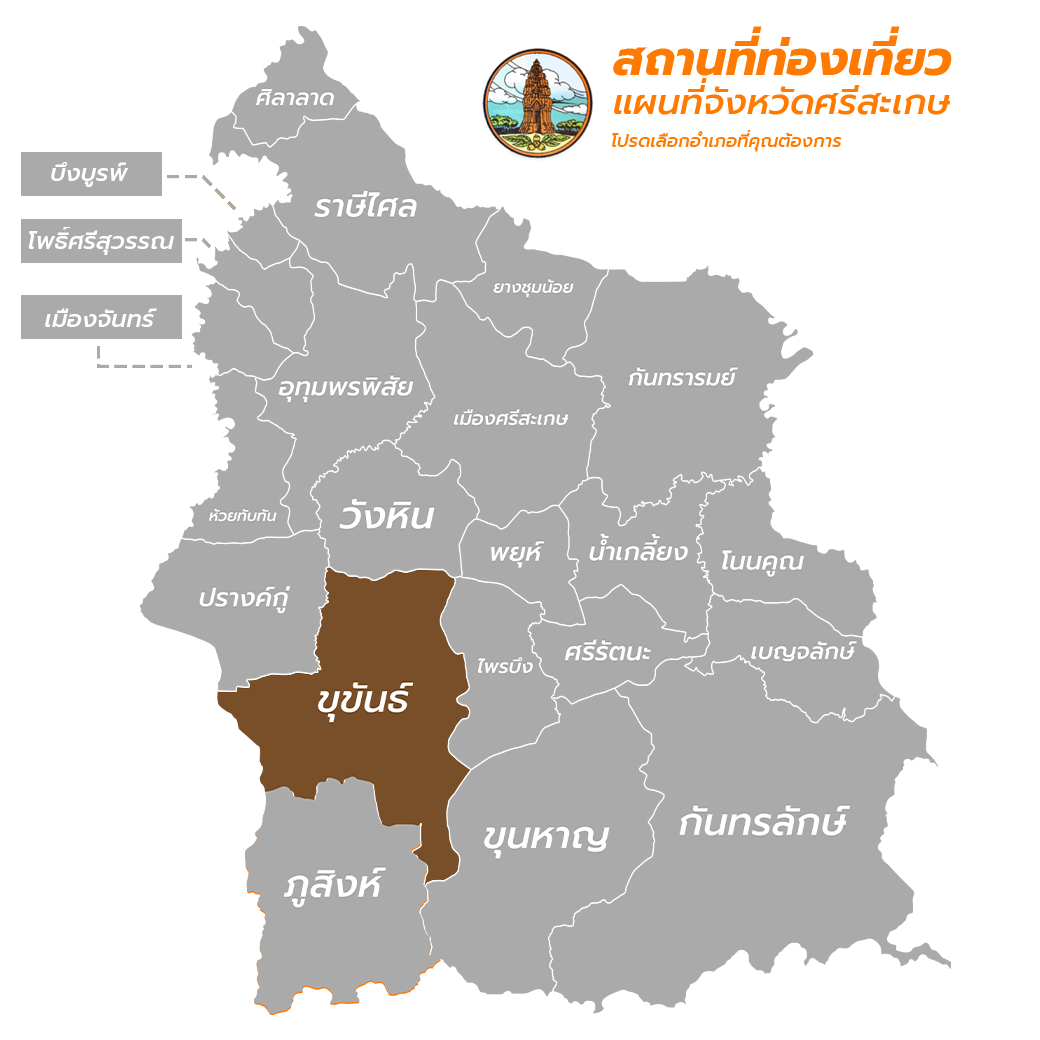 สถานที่ท่องเที่ยว
แผนที่จังหวัดศรีสะเกษ
โปรดเลือกอำเภอที่คุณต้องการ
ศิลาลาด
บึงบูรพ์
ราษีไศล
โพธิ์ศรีสุวรรณ
ยางชุมน้อย
เมืองจันทร์
อุทุมพรพิสัย
กันทรารมย์
เมืองศรีสะเกษ
ห้วยทับทัน
วังหิน
พยุห์
น้ำเกลี้ยง
โนนคูณ
ปรางค์กู่
ไพรบึง
ศรีรัตนะ
เบญจลักษ์
ขุขันธ์
ขุนหาญ
กันทรลักษ์
ภูสิงห์